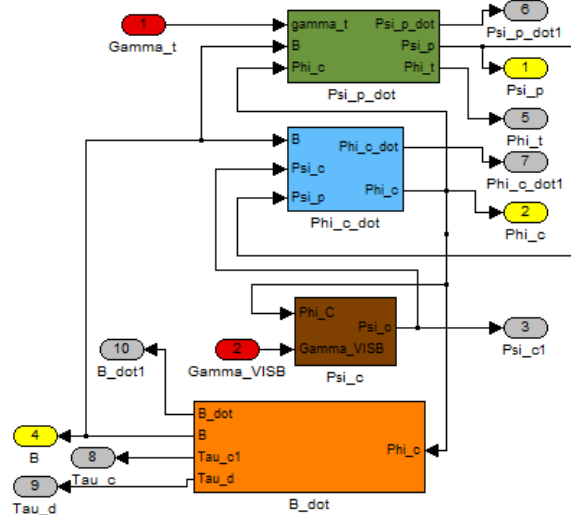 1
Gamma_t
gamma_t
B
Phi_c
Psi_p_dot
Psi_p
Phi_t
Psi_p_dot
6
Psi_p_dot1
1
Psi_p
5
Phi_t
B
Psi_c
Psi_p
Phi_c_dot
Phi_c
Phi_c_dot
7
Phi_c_dot1
2
Phi_c
Phi_C
Gamma_VISB
Psi_c
Psi_c
2
Gamma_VISB
3
Psi_c1
10
B_dot1
B_dot
B
Tau_c1
Tau_d
Phi_c
B_dot
4
B
8
Tau_c
9
Tau_d